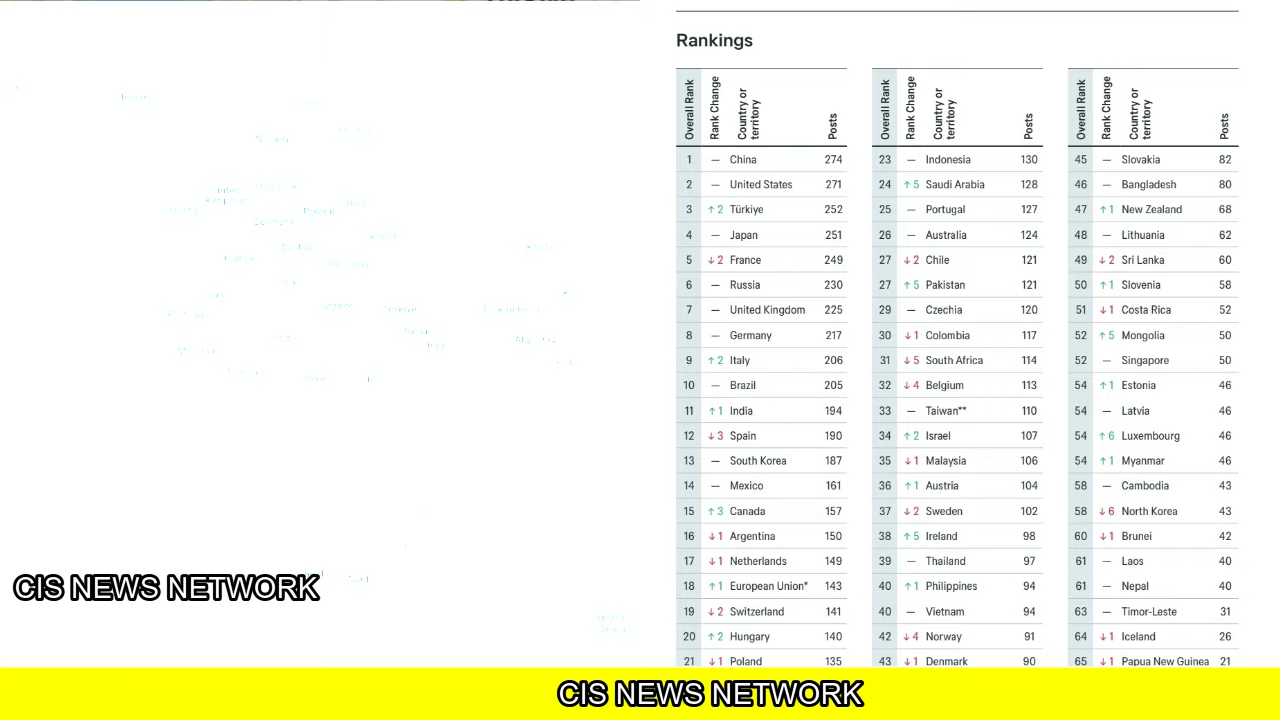 Rankings
Overall Rank Rank Change Country or territory Posts
1 — China 274
2 — United States 271
3 ↑2 Türkiye 252
4 — Japan 251
5 ↓2 France 249
6 — Russia 230
7 — United Kingdom 225
8 — Germany 217
9 ↑2 Italy 206
10 — Brazil 205
11 ↑1 India 194
12 ↓3 Spain 190
13 — South Korea 187
14 — Mexico 161
15 ↑3 Canada 157
16 ↓1 Argentina 150
17 ↓1 Netherlands 149
18 ↑1 European Union* 143
19 ↓2 Switzerland 141
20 ↑2 Hungary 140
21 ↓1 Poland 135
Overall Rank Rank Change Country or territory Posts
23 — Indonesia 130
24 ↑5 Saudi Arabia 128
25 — Portugal 127
26 — Australia 124
27 ↓2 Chile 121
27 ↑5 Pakistan 121
29 — Czechia 120
30 ↓1 Colombia 117
31 ↓5 South Africa 114
32 ↓4 Belgium 113
33 — Taiwan** 110
34 ↑2 Israel 107
35 ↓1 Malaysia 106
36 ↑1 Austria 104
37 ↓2 Sweden 102
38 ↑5 Ireland 98
39 — Thailand 97
40 ↑1 Philippines 94
40 — Vietnam 94
42 ↓4 Norway 91
43 ↓1 Denmark 90
Overall Rank Rank Change Country or territory Posts
45 — Slovakia 82
46 — Bangladesh 80
47 ↑1 New Zealand 68
48 — Lithuania 62
49 ↓2 Sri Lanka 60
50 ↑1 Slovenia 58
51 ↓1 Costa Rica 52
52 ↑5 Mongolia 50
52 — Singapore 50
54 ↑1 Estonia 46
54 — Latvia 46
54 ↑6 Luxembourg 46
54 ↑1 Myanmar 46
58 — Cambodia 43
58 ↓6 North Korea 43
60 ↓1 Brunei 42
61 — Laos 40
61 — Nepal 40
63 — Timor-Leste 31
64 ↓1 Iceland 26
65 ↓1 Papua New Guinea 21
CIS NEWS NETWORK
CIS NEWS NETWORK